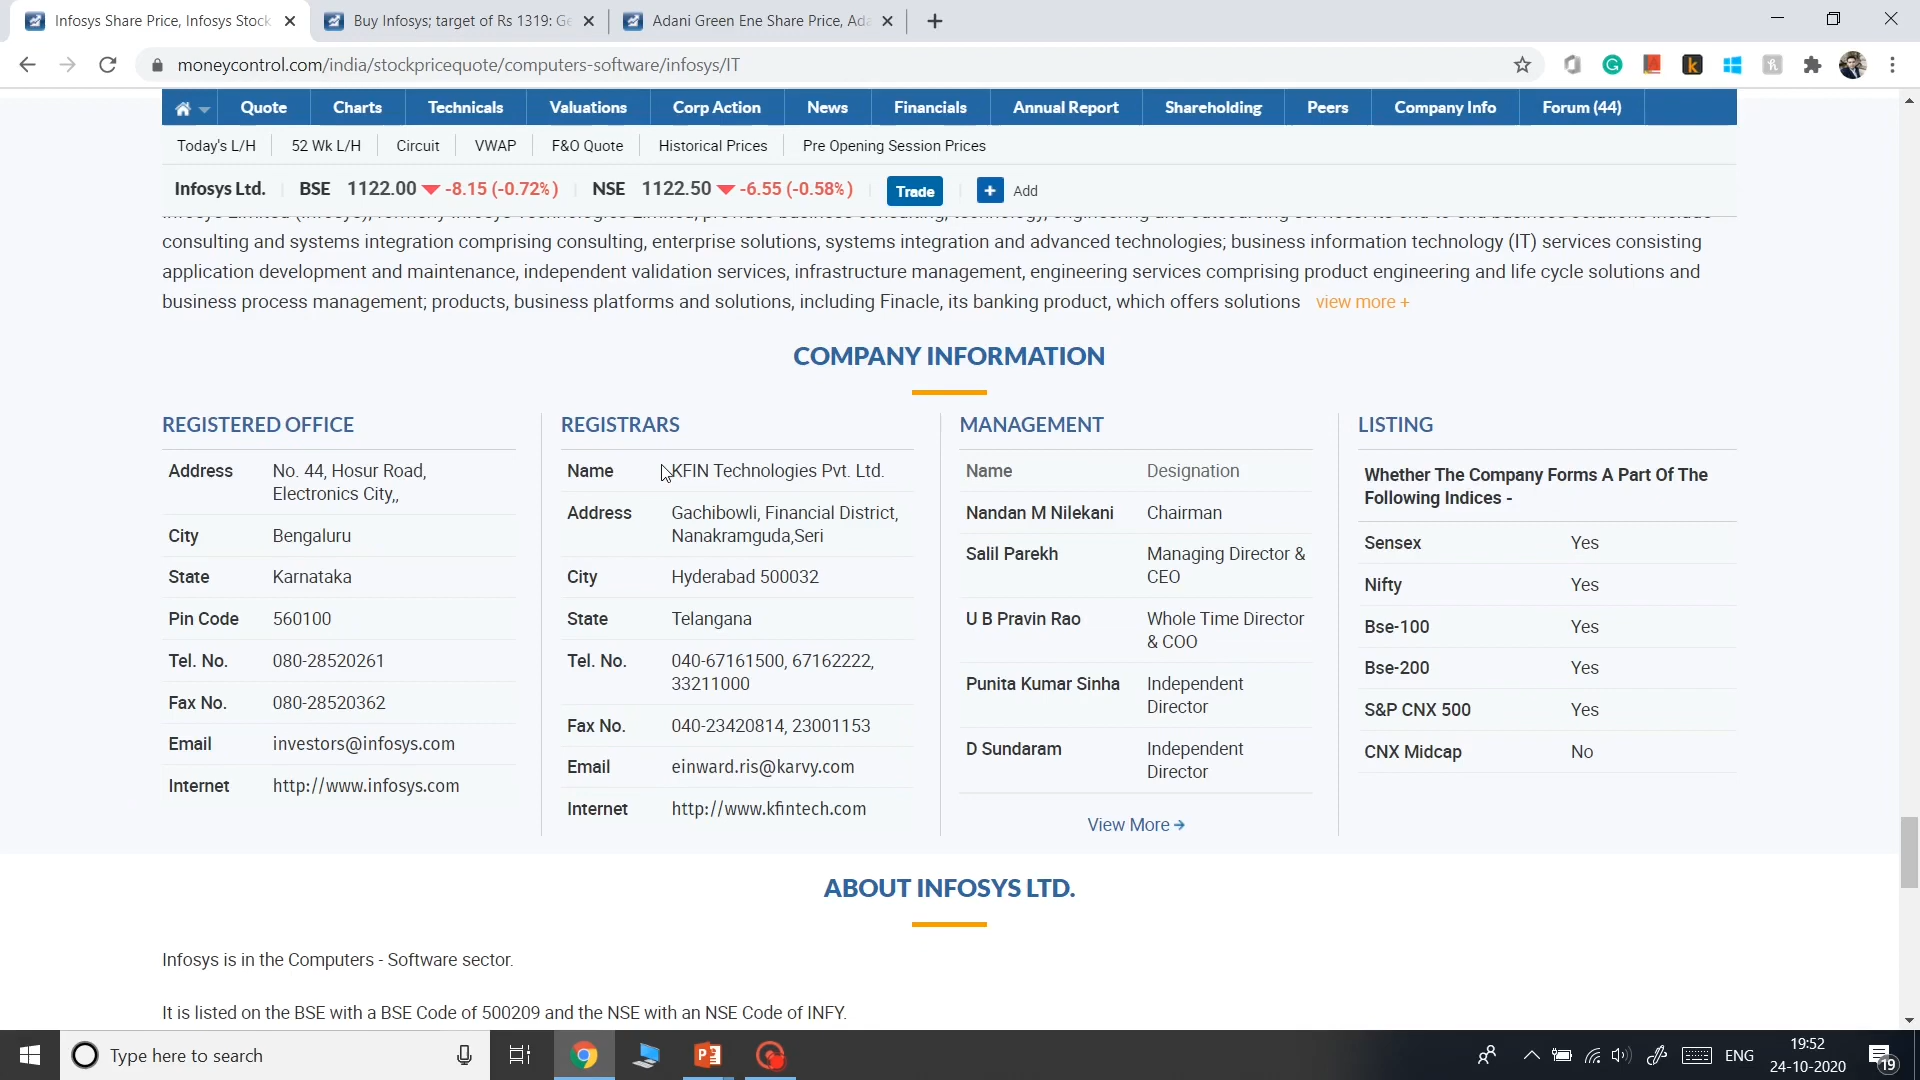 Infosys Share Price, Infosys Stock
Buy Infosys; target of Rs 1319: Ge
Adani Green Ene Share Price, Ada
moneycontrol.com/india/stockpricequote/computers-software/infosys/IT
Quote Charts Technicals Valuations Corp Action News Financials Annual Report Shareholding Peers Company Info Forum (44)
Today's L/H 52 Wk L/H Circuit VWAP F&O Quote Historical Prices Pre Opening Session Prices
Infosys Ltd. BSE 1122.00 -8.15 (-0.72%) NSE 1122.50 -6.55 (-0.58%) Trade + Add
consulting and systems integration comprising consulting, enterprise solutions, systems integration and advanced technologies; business information technology (IT) services consisting
application development and maintenance, independent validation services, infrastructure management, engineering services comprising product engineering and life cycle solutions and
business process management; products, business platforms and solutions, including Finacle, its banking product, which offers solutions view more +
COMPANY INFORMATION
REGISTERED OFFICE
Address No. 44, Hosur Road,
Electronics City,,
City Bengaluru
State Karnataka
Pin Code 560100
Tel. No. 080-28520261
Fax No. 080-28520362
Email investors@infosys.com
Internet http://www.infosys.com
REGISTRARS
Name KFIN Technologies Pvt. Ltd.
Address Gachibowli, Financial District,
Nanakramguda,Seri
City Hyderabad 500032
State Telangana
Tel. No. 040-67161500, 67162222,
33211000
Fax No. 040-23420814, 23001153
Email einward.ris@karvy.com
Internet http://www.kfintech.com
MANAGEMENT
Name Designation
Nandan M Nilekani Chairman
Salil Parekh Managing Director &
CEO
U B Pravin Rao Whole Time Director
& COO
Punita Kumar Sinha Independent
Director
D Sundaram Independent
Director
View More
LISTING
Whether The Company Forms A Part Of The
Following Indices -
Sensex Yes
Nifty Yes
Bse-100 Yes
Bse-200 Yes
S&P CNX 500 Yes
CNX Midcap No
ABOUT INFOSYS LTD.
Infosys is in the Computers - Software sector.
It is listed on the BSE with a BSE Code of 500209 and the NSE with an NSE Code of INFY.
Type here to search
ENG
19:52
24-10-2020
19